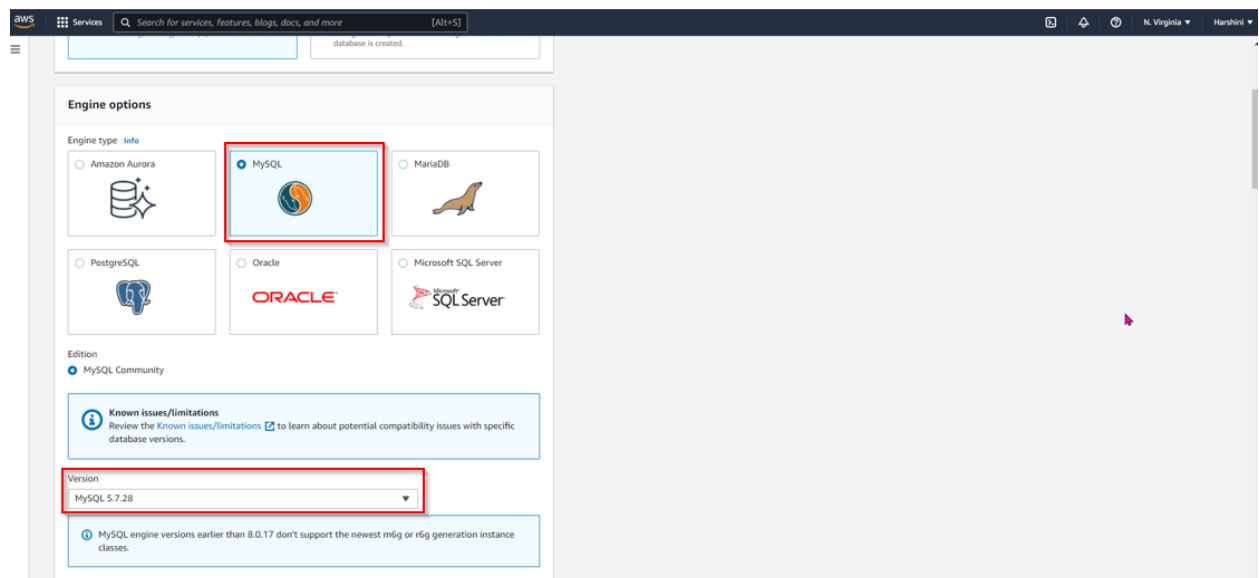 aws
Services
Search for services, features, blogs, docs, and more
[Alt+S]
N. Virginia ▼
Harshini ▼
database is created.
Engine options
Engine type Info
Amazon Aurora
MySQL
MariaDB
PostgreSQL
Oracle
Microsoft SQL Server
ORACLE
Microsoft
SQL Server
Edition
MySQL Community
Known issues/limitations
Review the Known issues/limitations to learn about potential compatibility issues with specific
database versions.
Version
MySQL 5.7.28
MySQL engine versions earlier than 8.0.17 don't support the newest m6g or r6g generation instance
classes.